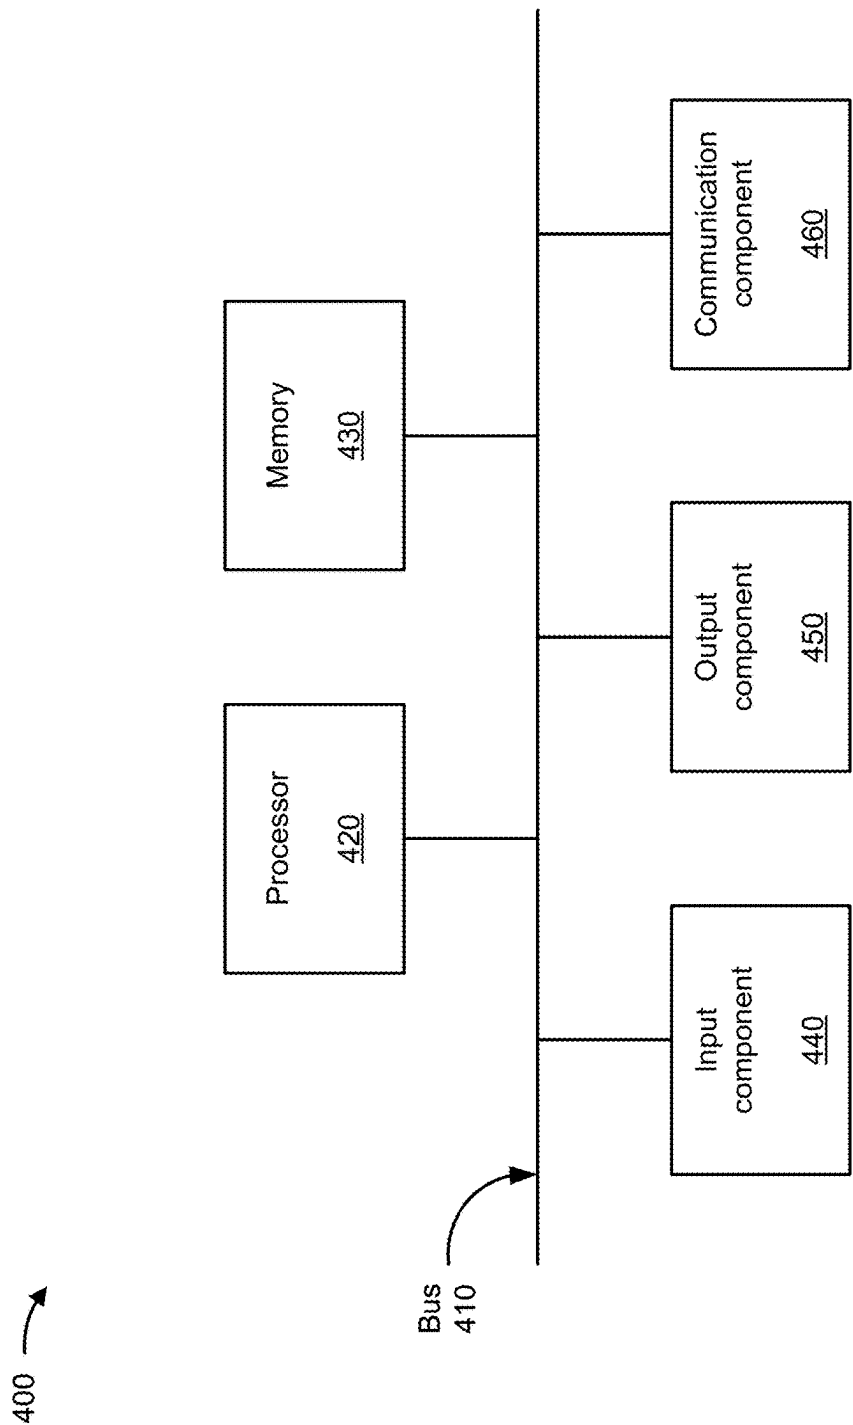 400
Bus
410
Processor
420
Memory
430
Input
component
440
Output
component
450
Communication
component
460